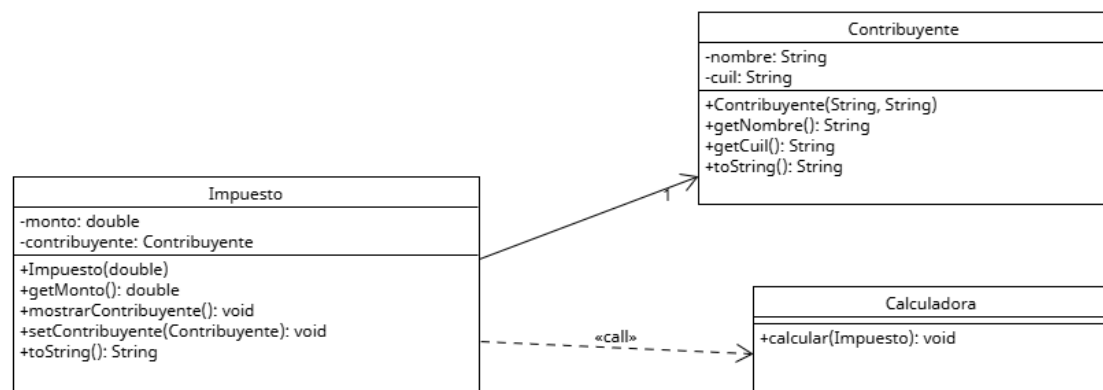 Contribuyente
-nombre: String
-cuil: String
+Contribuyente(String, String)
+getNombre(): String
+getCuil(): String
+toString(): String
1
Impuesto
-monto: double
-contribuyente: Contribuyente
+Impuesto(double)
+getMonto(): double
+mostrarContribuyente(): void
+setContribuyente(Contribuyente): void
+toString(): String
«call»
Calculadora
+calcular(Impuesto): void